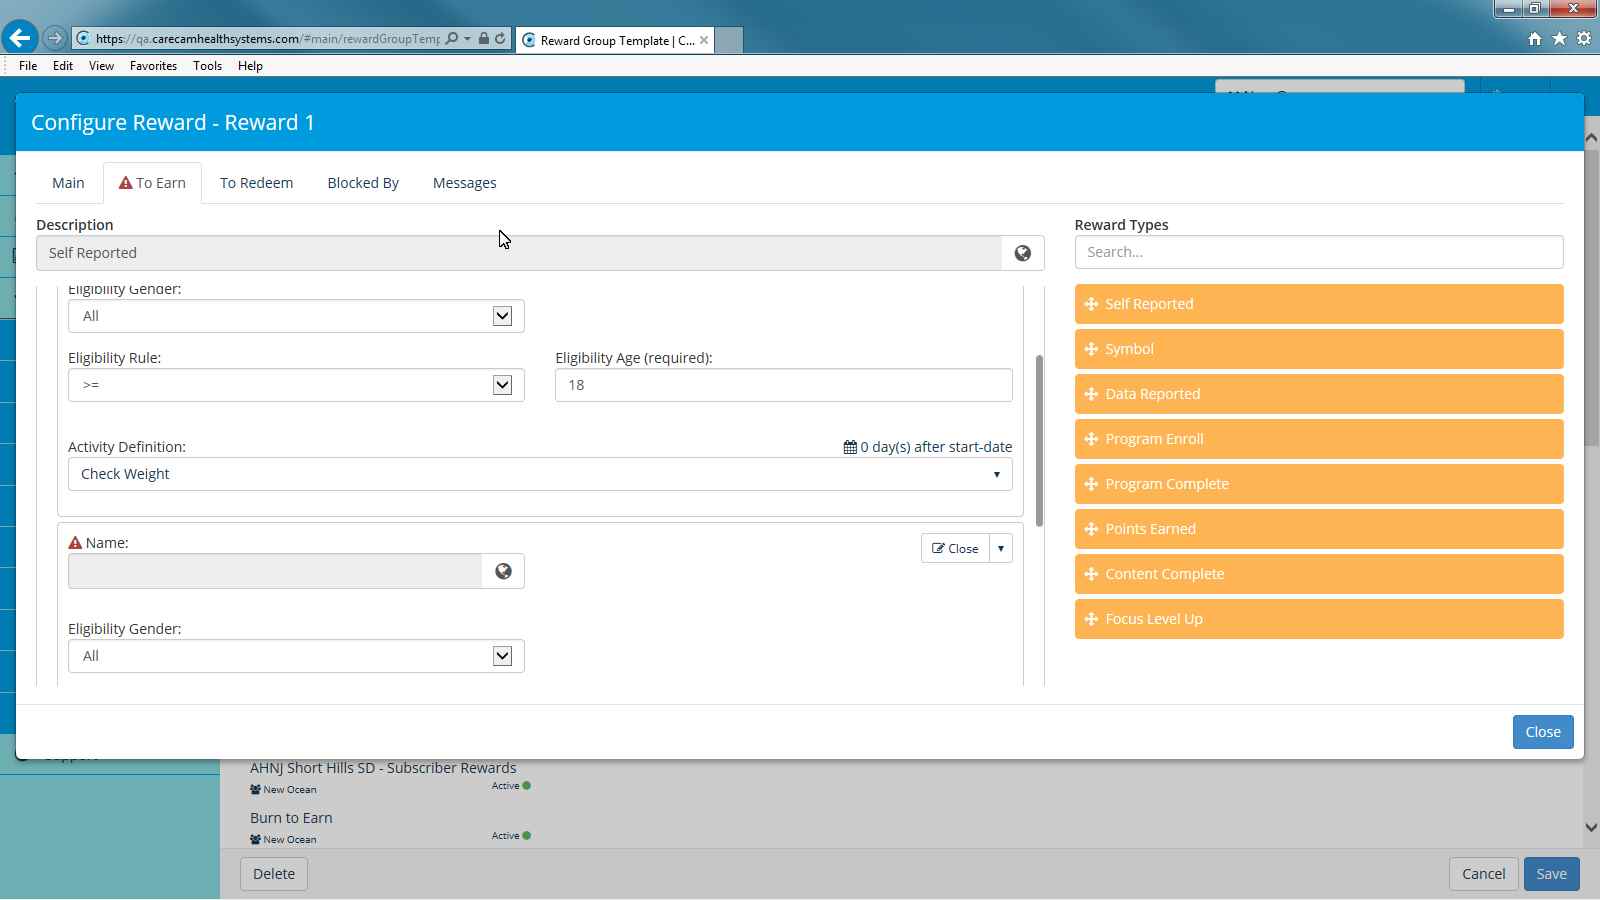 https://qa.carecamhealthsystems.com/#main/rewardGroupTemp
Reward Group Template | C...
File Edit View Favorites Tools Help
Configure Reward - Reward 1
Main To Earn To Redeem Blocked By Messages
Description
Self Reported
Reward Types
Search...
Eligibility Gender:
All
Eligibility Rule:
>=
Eligibility Age (required):
18
Activity Definition:
0 day(s) after start-date
Check Weight
Name:
Close
Eligibility Gender:
All
Self Reported
Symbol
Data Reported
Program Enroll
Program Complete
Points Earned
Content Complete
Focus Level Up
Close
AHNJ Short Hills SD - Subscriber Rewards
New Ocean
Active
Burn to Earn
New Ocean
Active
Delete
Cancel
Save